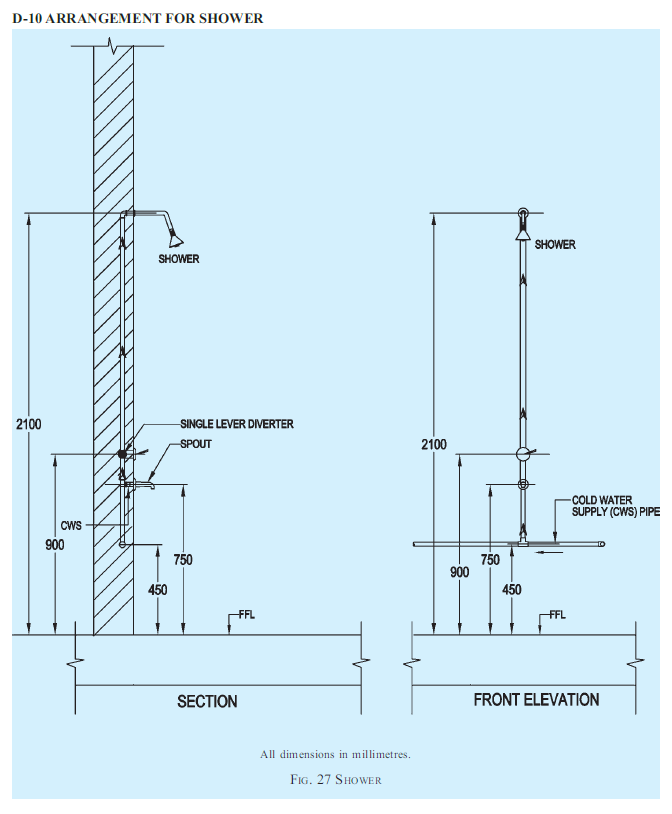 D-10 ARRANGEMENT FOR SHOWER
SHOWER
2100
SINGLE LEVER DIVERTER
SPOUT
CWS
900
750
450
FFL
SECTION
SHOWER
2100
COLD WATER
SUPPLY (CWS) PIPE
750
900
450
FFL
FRONT ELEVATION
All dimensions in millimetres.
FIG. 27 SHOWER